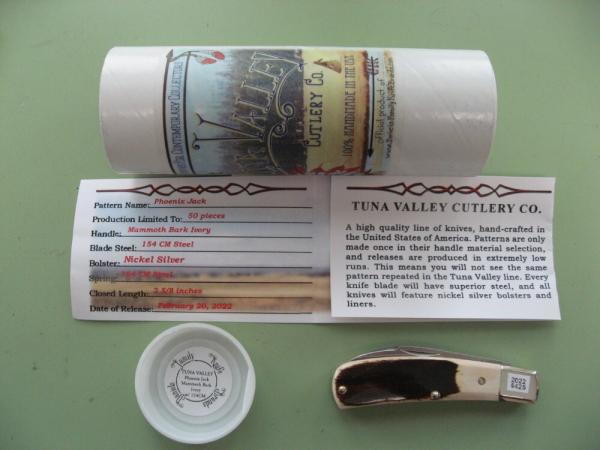 For Contemporary Collectors
Valley
Cutlery Co.
100% Handmade in the USA
official product of
Pattern Name: Phoenix Jack
Production Limited To: 50 pieces
Handle: Mammoth Bark Ivory
Blade Steel: 154 CM Steel
Bolster: Nickel Silver
Spring: 154 CM Steel
Closed Length: 3 5/8 inches
Date of Release: February 20, 2022
TUNA VALLEY CUTLERY CO.
A high quality line of knives, hand-crafted in
the United States of America. Patterns are only
made once in their handle material selection,
and releases are produced in extremely low
runs. This means you will not see the same
pattern repeated in the Tuna Valley line. Every
knife blade will have superior steel, and all
knives will feature nickel silver bolsters and
liners.
TUNA VALLEY
Phoenix Jack
Mammoth Bark
Ivory
154CM
2022